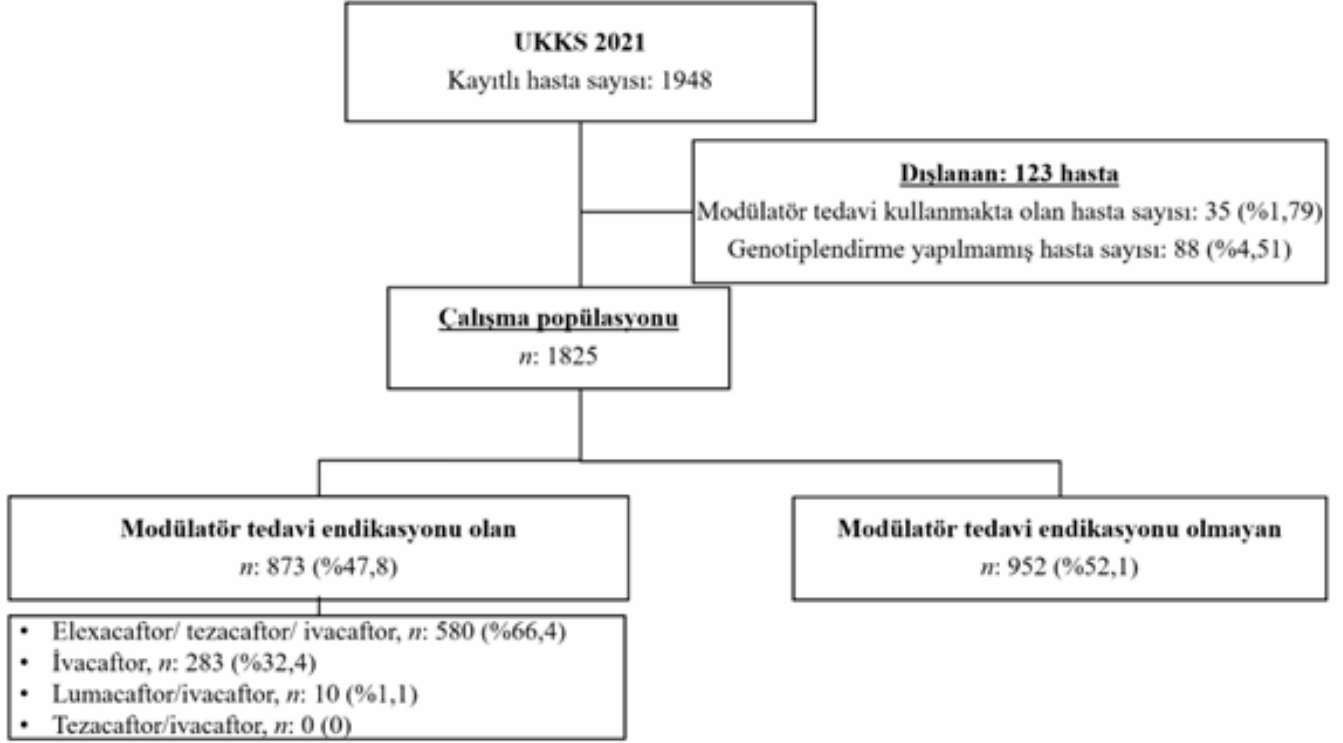 UKKS 2021
Kayıtlı hasta sayısı: 1948
Dışlanan: 123 hasta
Modülatör tedavi kullanmakta olan hasta sayısı: 35 (%1,79)
Genotiplendirme yapılmamış hasta sayısı: 88 (%4,51)
Çalışma popülasyonu
n: 1825
Modülatör tedavi endikasyonu olan
n: 873 (%47,8)
Modülatör tedavi endikasyonu olmayan
n: 952 (%52,1)
• Elexacaftor/ tezacaftor/ ivacaftor, n: 580 (%66,4)
• İvacaftor, n: 283 (%32,4)
• Lumacaftor/ivacaftor, n: 10 (%1,1)
• Tezacaftor/ivacaftor, n: 0 (0)